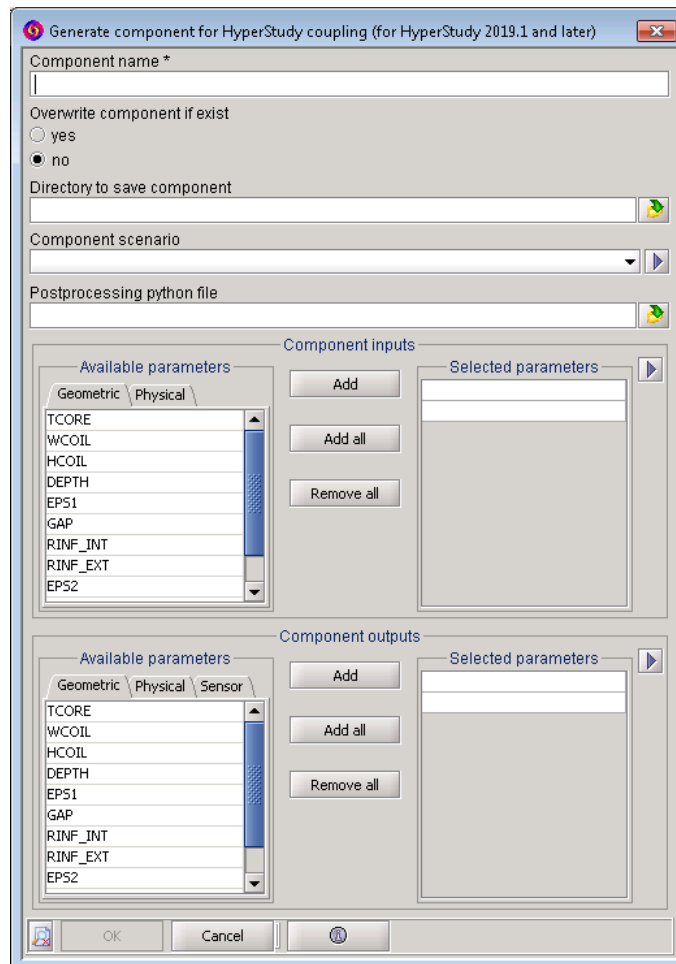 Generate component for HyperStudy coupling (for HyperStudy 2019.1 and later)
Component name *
Overwrite component if exist
yes
no
Directory to save component
Component scenario
Postprocessing python file
Component inputs
Available parameters
Selected parameters
Geometric Physical
Add
Add all
Remove all
TCORE
WCOIL
HCOIL
DEPTH
EPS1
GAP
RINF_INT
RINF_EXT
EPS2
Component outputs
Available parameters
Selected parameters
Geometric Physical Sensor
Add
Add all
Remove all
TCORE
WCOIL
HCOIL
DEPTH
EPS1
GAP
RINF_INT
RINF_EXT
EPS2
OK Cancel